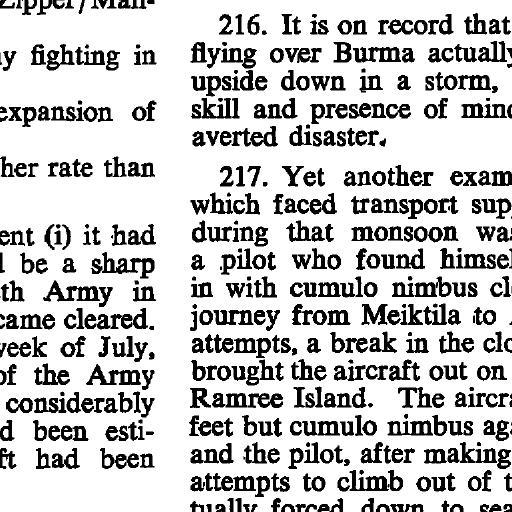 fighting in
expansion of
her rate than
ent (i) it had
be a sharp
th Army in
came cleared.
week of July,
of the Army
considerably
d been esti-
ft had been
216. It is on record that
flying over Burma actually
upside down in a storm,
skill and presence of mind
averted disaster.
217. Yet another exam
which faced transport sup
during that monsoon was
a pilot who found himsel
in with cumulo nimbus cl
journey from Meiktila to
attempts, a break in the clo
brought the aircraft out on
Ramree Island. The aircra
feet but cumulo nimbus aga
and the pilot, after making
attempts to climb out of t
tually forced down to sea